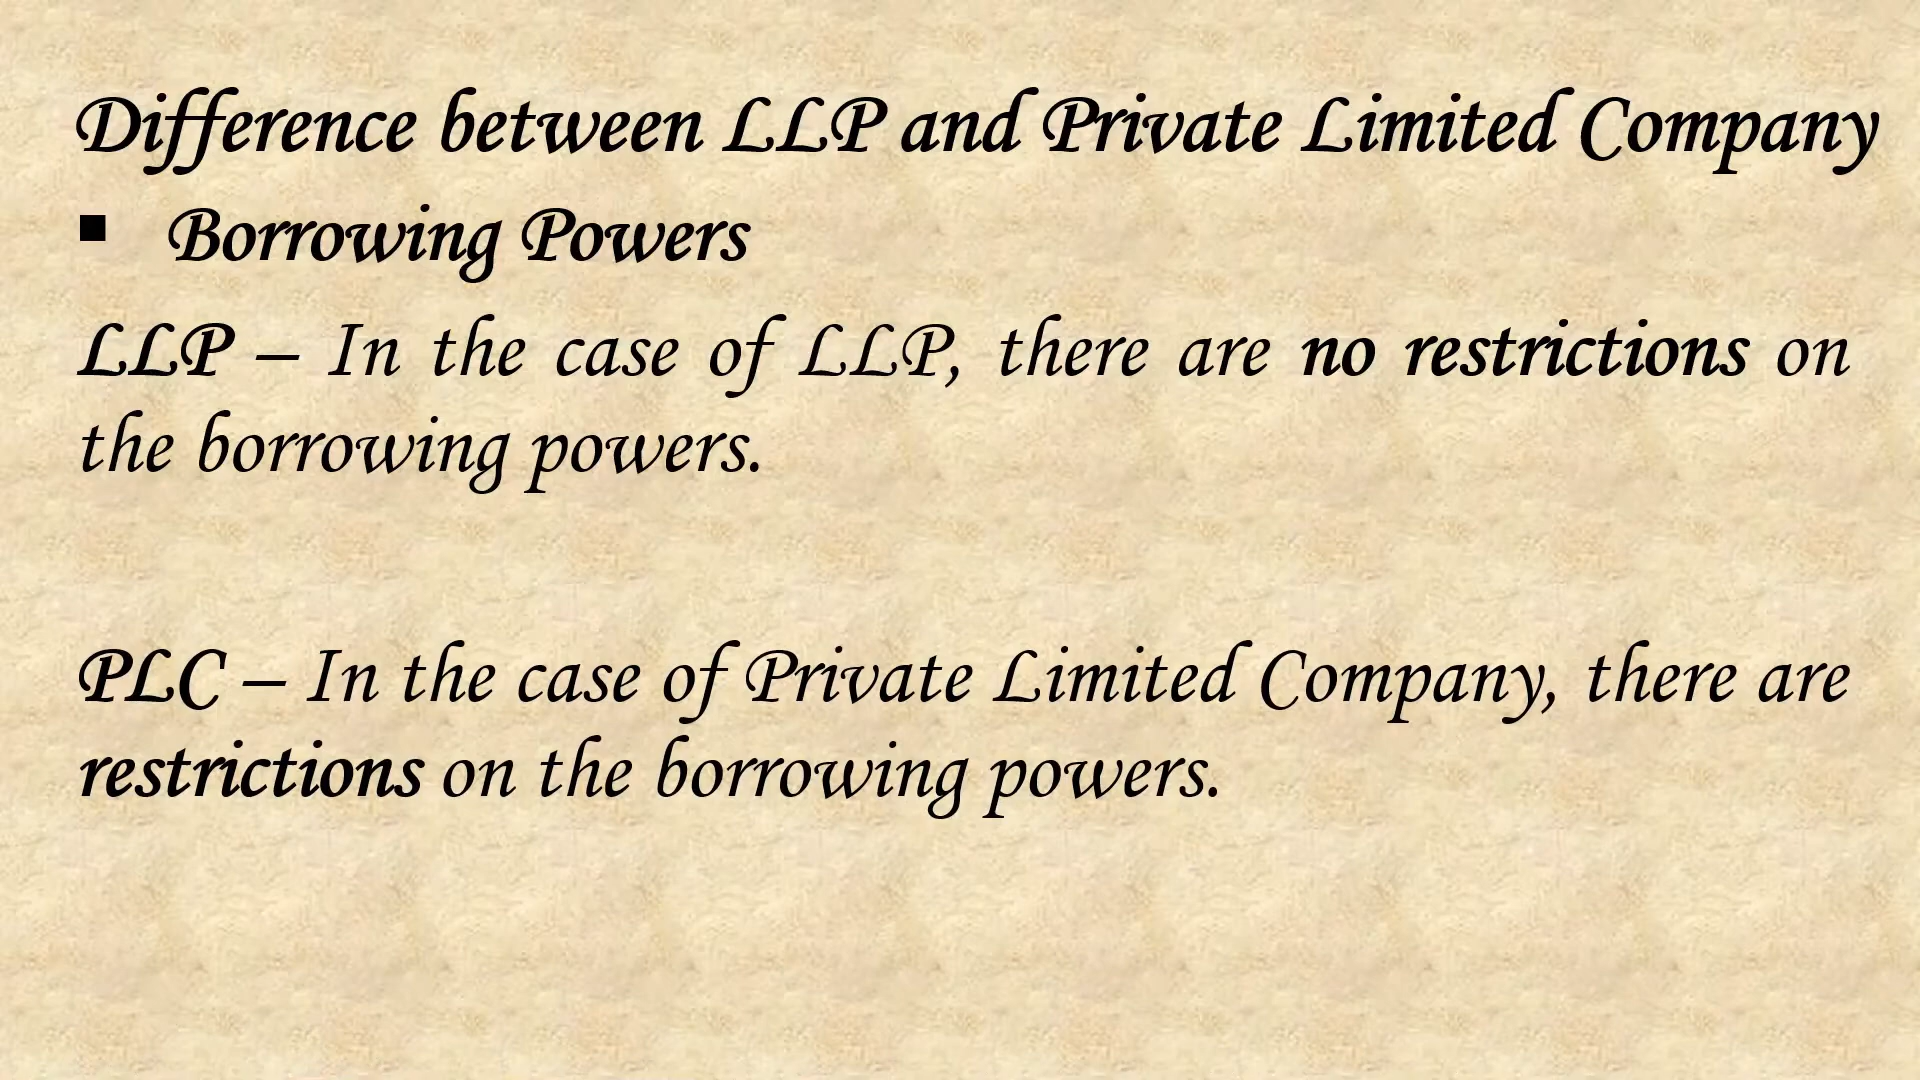 Difference between LLP and Private Limited Company
▪ Borrowing Powers
LLP – In the case of LLP, there are no restrictions on
the borrowing powers.
PLC – In the case of Private Limited Company, there are
restrictions on the borrowing powers.